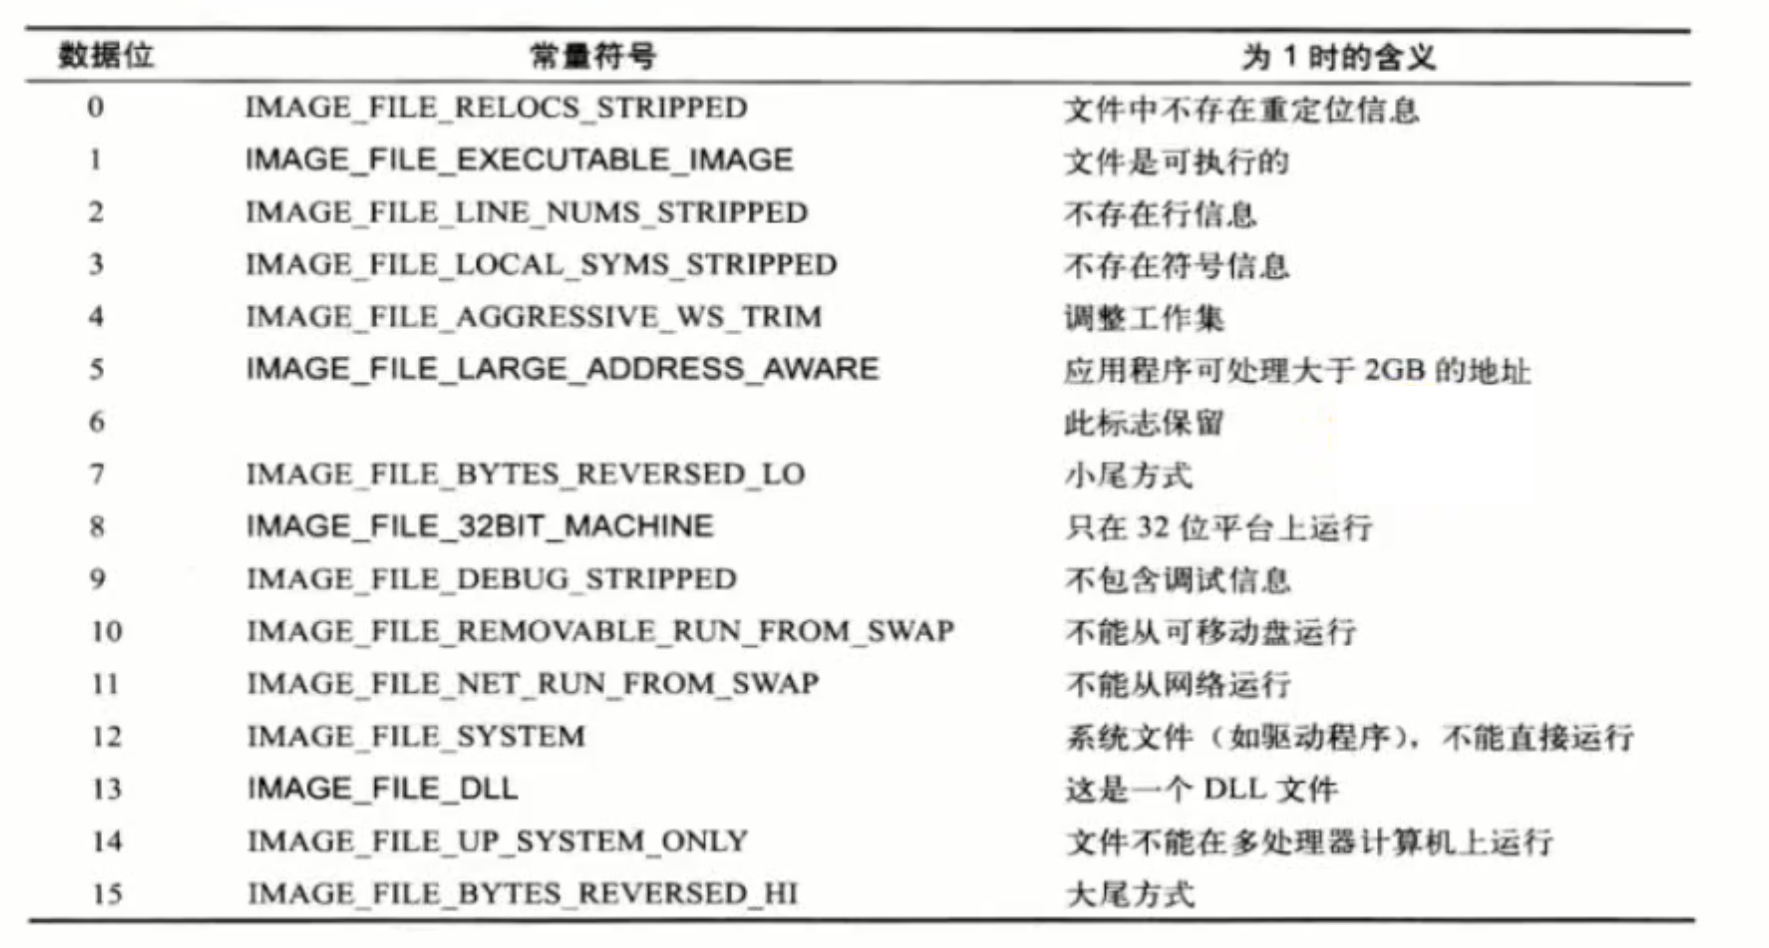 数据位 常量符号 为 1 时的含义
0 IMAGE_FILE_RELOCS_STRIPPED 文件中不存在重定位信息
1 IMAGE_FILE_EXECUTABLE_IMAGE 文件是可执行的
2 IMAGE_FILE_LINE_NUMS_STRIPPED 不存在行信息
3 IMAGE_FILE_LOCAL_SYMS_STRIPPED 不存在符号信息
4 IMAGE_FILE_AGGRESSIVE_WS_TRIM 调整工作集
5 IMAGE_FILE_LARGE_ADDRESS_AWARE 应用程序可处理大于 2GB 的地址
6 此标志保留
7 IMAGE_FILE_BYTES_REVERSED_LO 小尾方式
8 IMAGE_FILE_32BIT_MACHINE 只在 32 位平台上运行
9 IMAGE_FILE_DEBUG_STRIPPED 不包含调试信息
10 IMAGE_FILE_REMOVABLE_RUN_FROM_SWAP 不能从可移动盘运行
11 IMAGE_FILE_NET_RUN_FROM_SWAP 不能从网络运行
12 IMAGE_FILE_SYSTEM 系统文件（如驱动程序），不能直接运行
13 IMAGE_FILE_DLL 这是一个 DLL 文件
14 IMAGE_FILE_UP_SYSTEM_ONLY 文件不能在多处理器计算机上运行
15 IMAGE_FILE_BYTES_REVERSED_HI 大尾方式